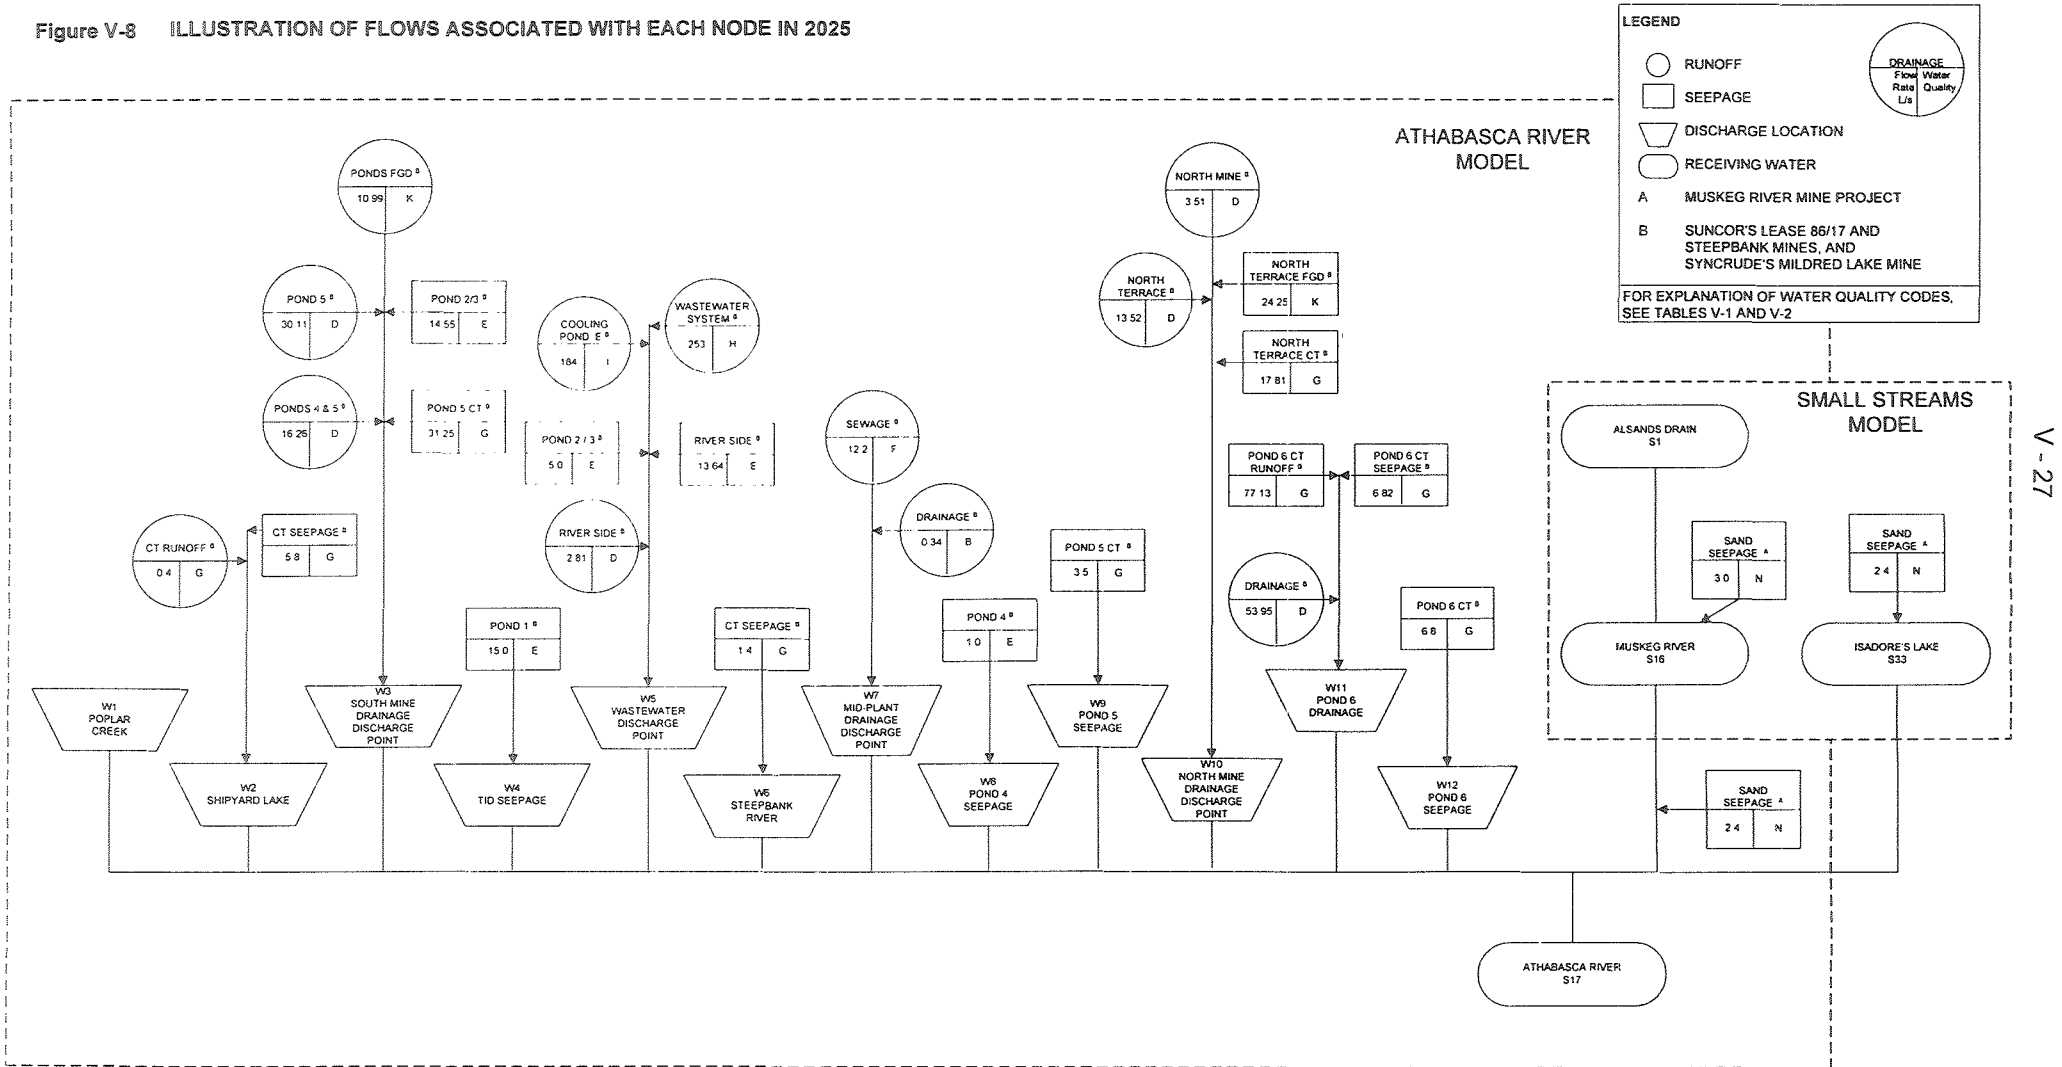 Figure V-8 ILLUSTRATION OF FLOWS ASSOCIATED WITH EACH NODE IN 2025
LEGEND
RUNOFF
SEEPAGE
DISCHARGE LOCATION
RECEIVING WATER
A MUSKEG RIVER MINE PROJECT
B SUNCOR'S LEASE 86/17 AND
STEEPBANK MINES, AND
SYNCRUDE'S MILDRED LAKE MINE
FOR EXPLANATION OF WATER QUALITY CODES,
SEE TABLES V-1 AND V-2
DRAINAGE
Flow Water
Rate Quality
L/s
ATHABASCA RIVER
MODEL
PONDS FGD B
10 99 K
POND 5 B
30 11 D
POND 2/3 B
14 55 E
PONDS 4 & 5 B
16 26 D
POND 5 CT B
31 25 G
CT RUNOFF B
0 4 G
CT SEEPAGE B
5 8 G
COOLING
POND E B
184 I
WASTEWATER
SYSTEM B
253 H
POND 2 / 3 B
5 0 E
RIVER SIDE B
13 64 E
RIVER SIDE B
2 81 D
POND 1 B
15 0 E
CT SEEPAGE B
1 4 G
SEWAGE B
12 2 F
DRAINAGE B
0 34 B
POND 4 B
1 0 E
POND 5 CT B
3 5 G
NORTH MINE B
3 51 D
NORTH
TERRACE B
13 52 D
NORTH
TERRACE FGD B
24 25 K
NORTH
TERRACE CT B
17 81 G
POND 6 CT
RUNOFF B
77 13 G
POND 6 CT
SEEPAGE B
6 82 G
DRAINAGE B
53 95 D
POND 6 CT B
6 8 G
W1
POPLAR
CREEK
W2
SHIPYARD LAKE
W3
SOUTH MINE
DRAINAGE
DISCHARGE
POINT
W4
TID SEEPAGE
W5
WASTEWATER
DISCHARGE
POINT
W6
STEEPBANK
RIVER
W7
MID-PLANT
DRAINAGE
DISCHARGE
POINT
W8
POND 4
SEEPAGE
W9
POND 5
SEEPAGE
W10
NORTH MINE
DRAINAGE
DISCHARGE
POINT
W11
POND 6
DRAINAGE
W12
POND 6
SEEPAGE
SMALL STREAMS
MODEL
ALSANDS DRAIN
S1
SAND
SEEPAGE A
3 0 N
SAND
SEEPAGE A
2 4 N
MUSKEG RIVER
S16
ISADORE'S LAKE
S33
SAND
SEEPAGE A
2 4 N
ATHABASCA RIVER
S17
V - 27